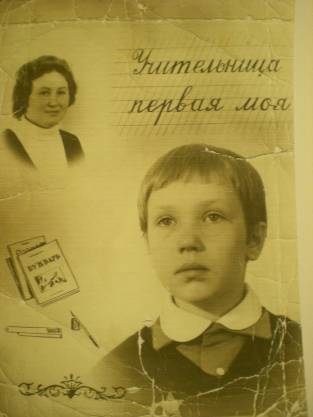 Учительница
первая моя
БУКВАРЬ